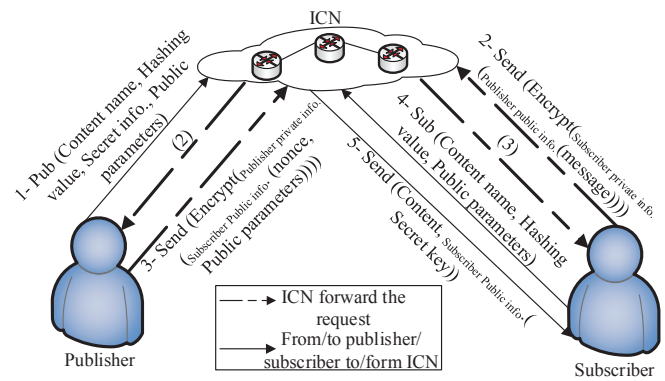 ICN
1- Pub (Content name, Hashing
value, Secret info., Public
parameters)
(2)
3- Send (Encrypt(Publisher private info.
(Subscriber Public info. (nonce,
Public parameters))))
2- Send (Encrypt(Subscriber private info.
(Publisher public info. (message))))
(3)
4- Sub (Content name, Hashing
value, Public parameters)
5- Send (Content, Subscriber Public info. (
Secret key))
ICN forward the
request
From/to publisher/
subscriber to/form ICN
Publisher
Subscriber